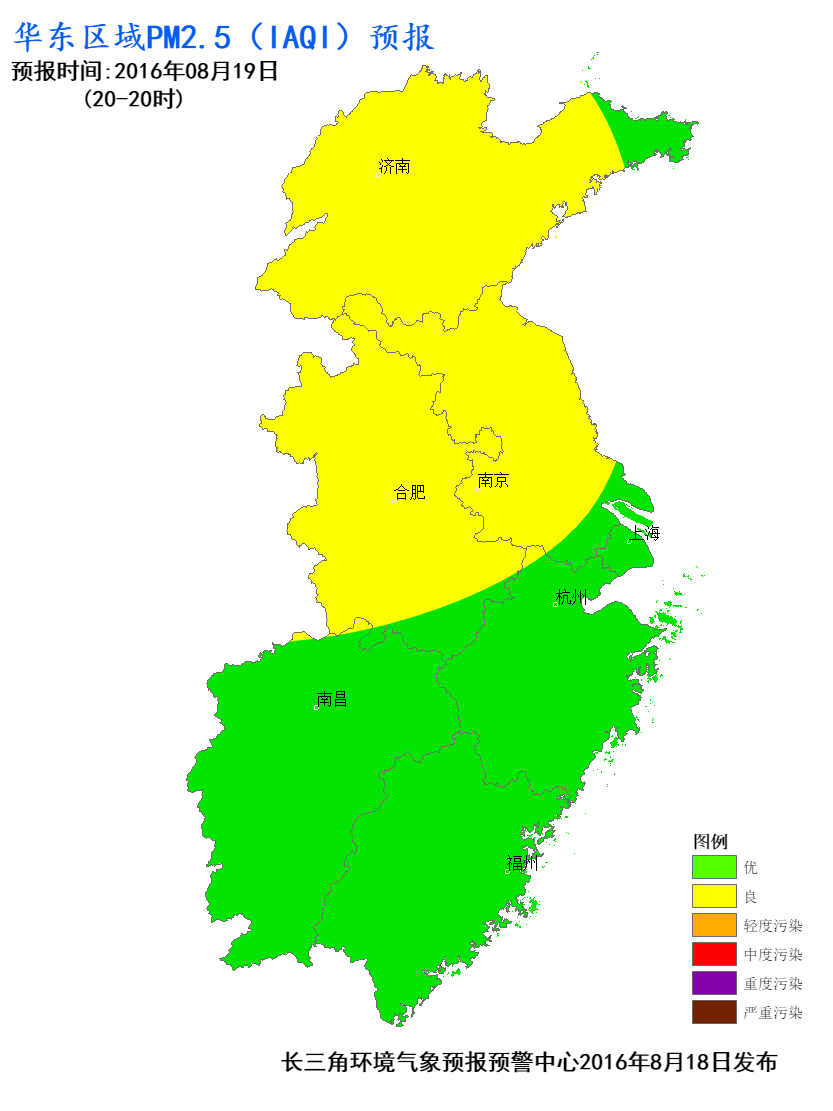 华东区域PM2.5（IAQI）预报
预报时间:2016年08月19日
(20-20时)
济南
合肥
南京
上海
杭州
南昌
福州
图例
优
良
轻度污染
中度污染
重度污染
严重污染
长三角环境气象预报预警中心2016年8月18日发布